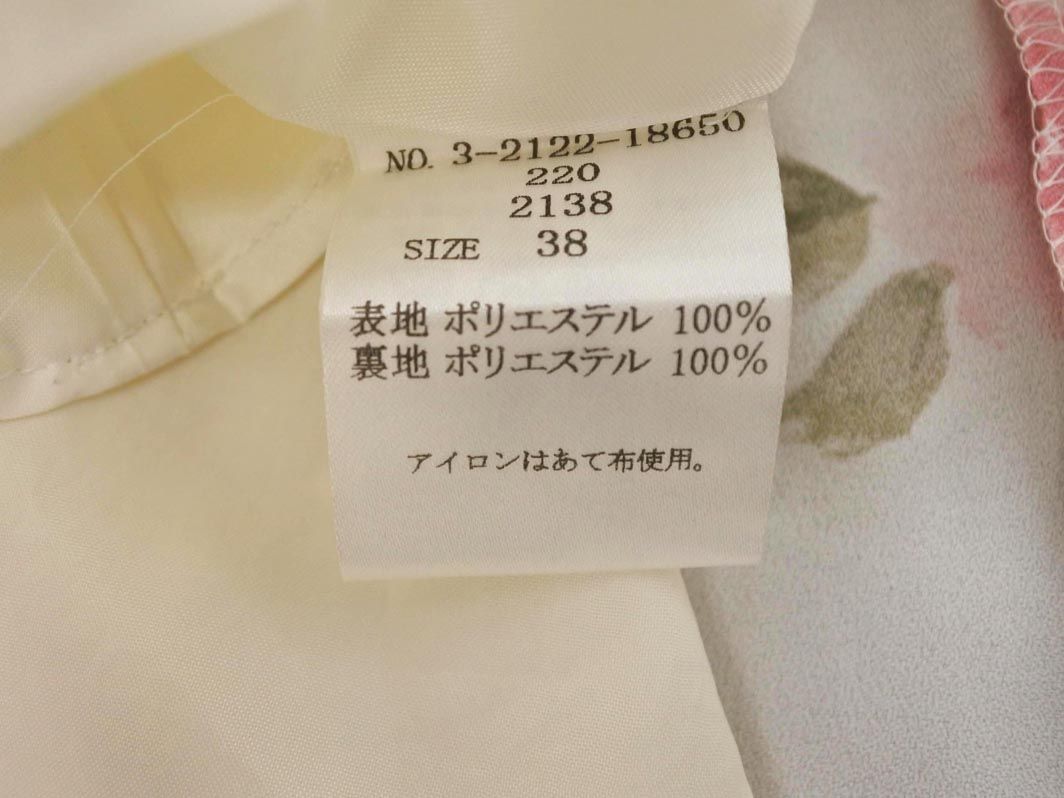 NO. 3-2122-18650
220
2138
SIZE 38
表地 ポリエステル 100%
裏地 ポリエステル 100%
アイロンはあて布使用。